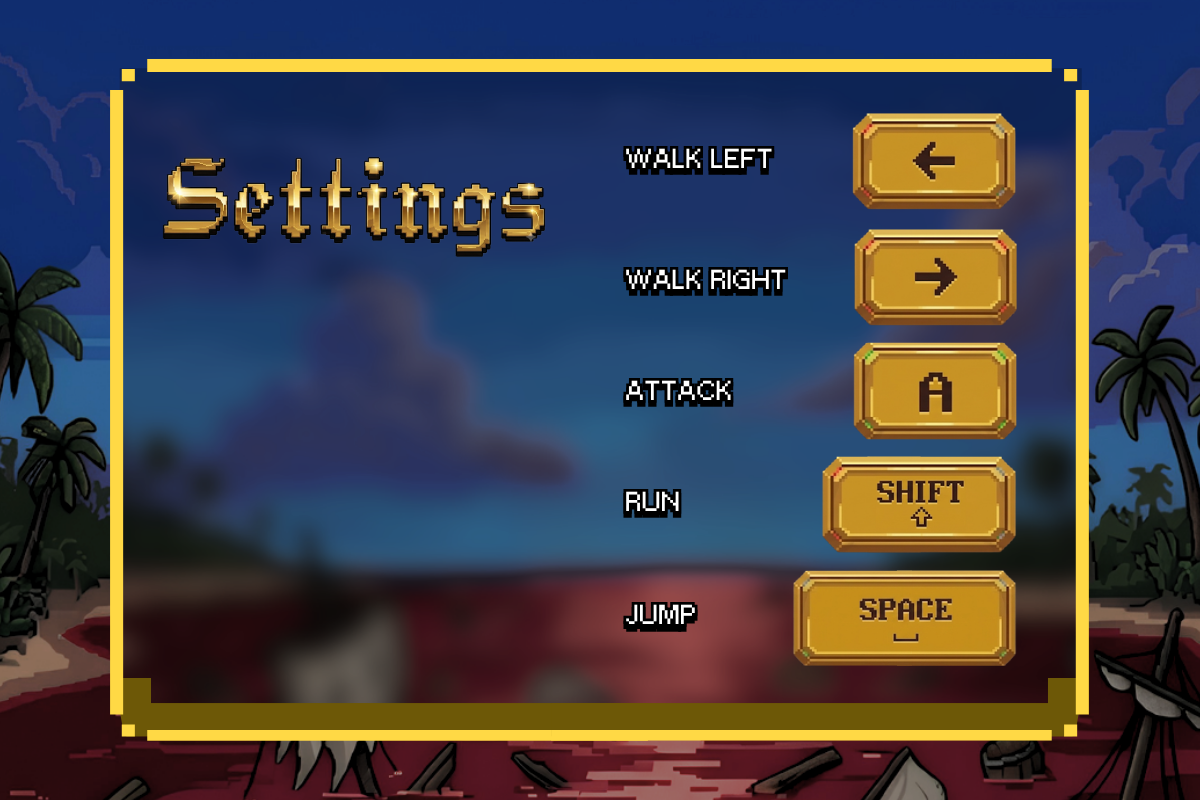 Settings
WALK LEFT
←
WALK RIGHT
→
ATTACK
A
RUN
SHIFT
⇧
JUMP
SPACE
⎵